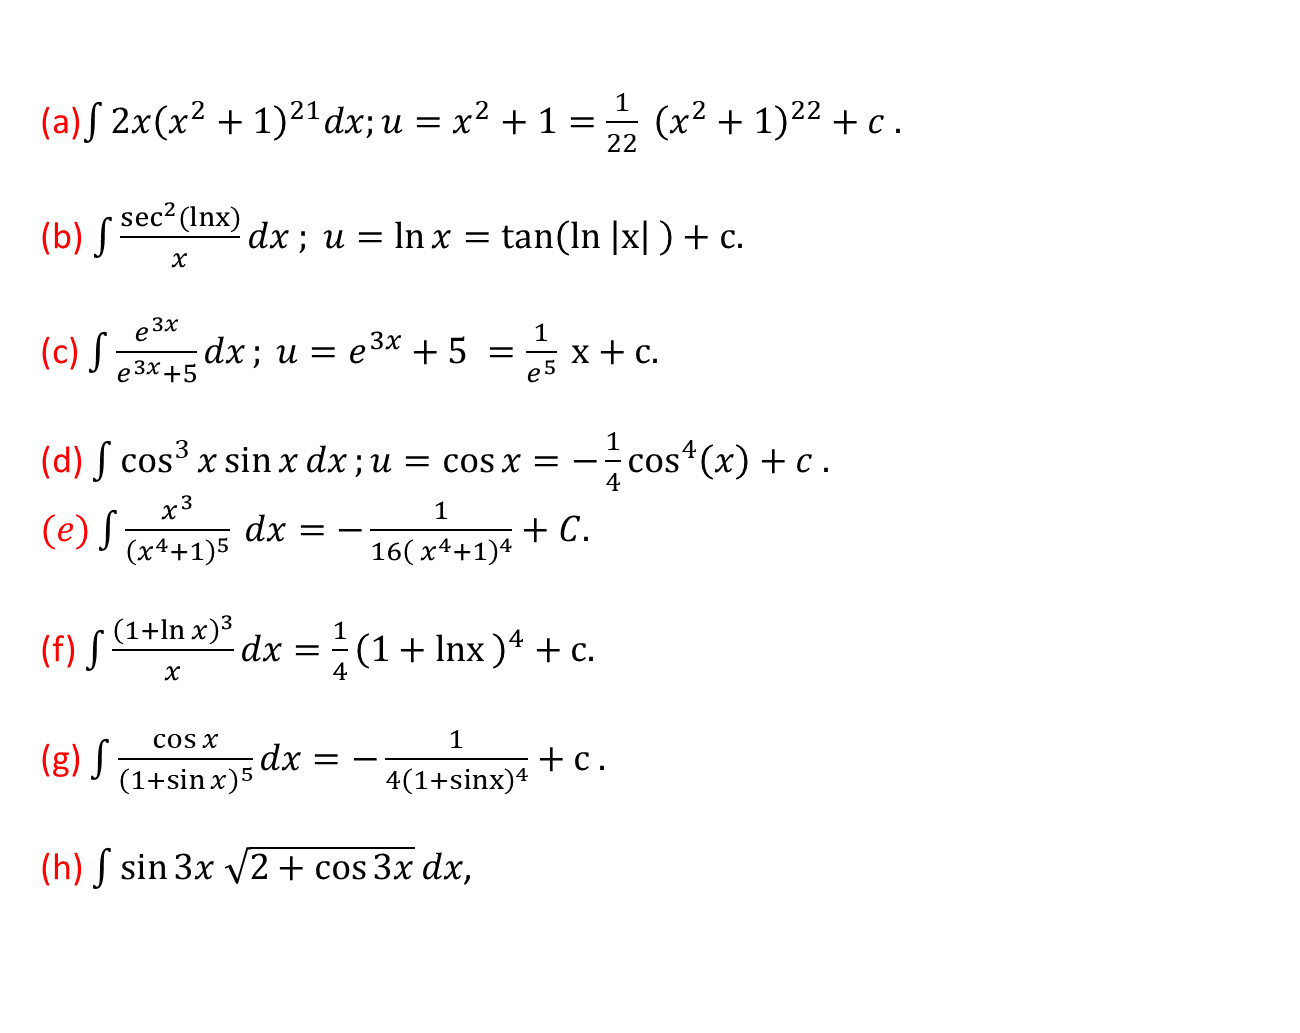 (a)∫ 2x(x² + 1)²¹dx; u = x² + 1 = 1/22 (x² + 1)²² + c .
(b) ∫ sec²(lnx)/x dx ; u = ln x = tan(ln |x| ) + c.
(c) ∫ e³ˣ/(e³ˣ+5) dx ; u = e³ˣ + 5 = 1/e⁵ x + c.
(d) ∫ cos³ x sin x dx ; u = cos x = −1/4 cos⁴(x) + c .
(e) ∫ x³/(x⁴+1)⁵ dx = − 1/16( x⁴+1)⁴ + C.
(f) ∫ (1+ln x)³/x dx = 1/4 (1 + lnx )⁴ + c.
(g) ∫ cos x/(1+sin x)⁵ dx = − 1/4(1+sinx)⁴ + c .
(h) ∫ sin 3x √(2 + cos 3x) dx,